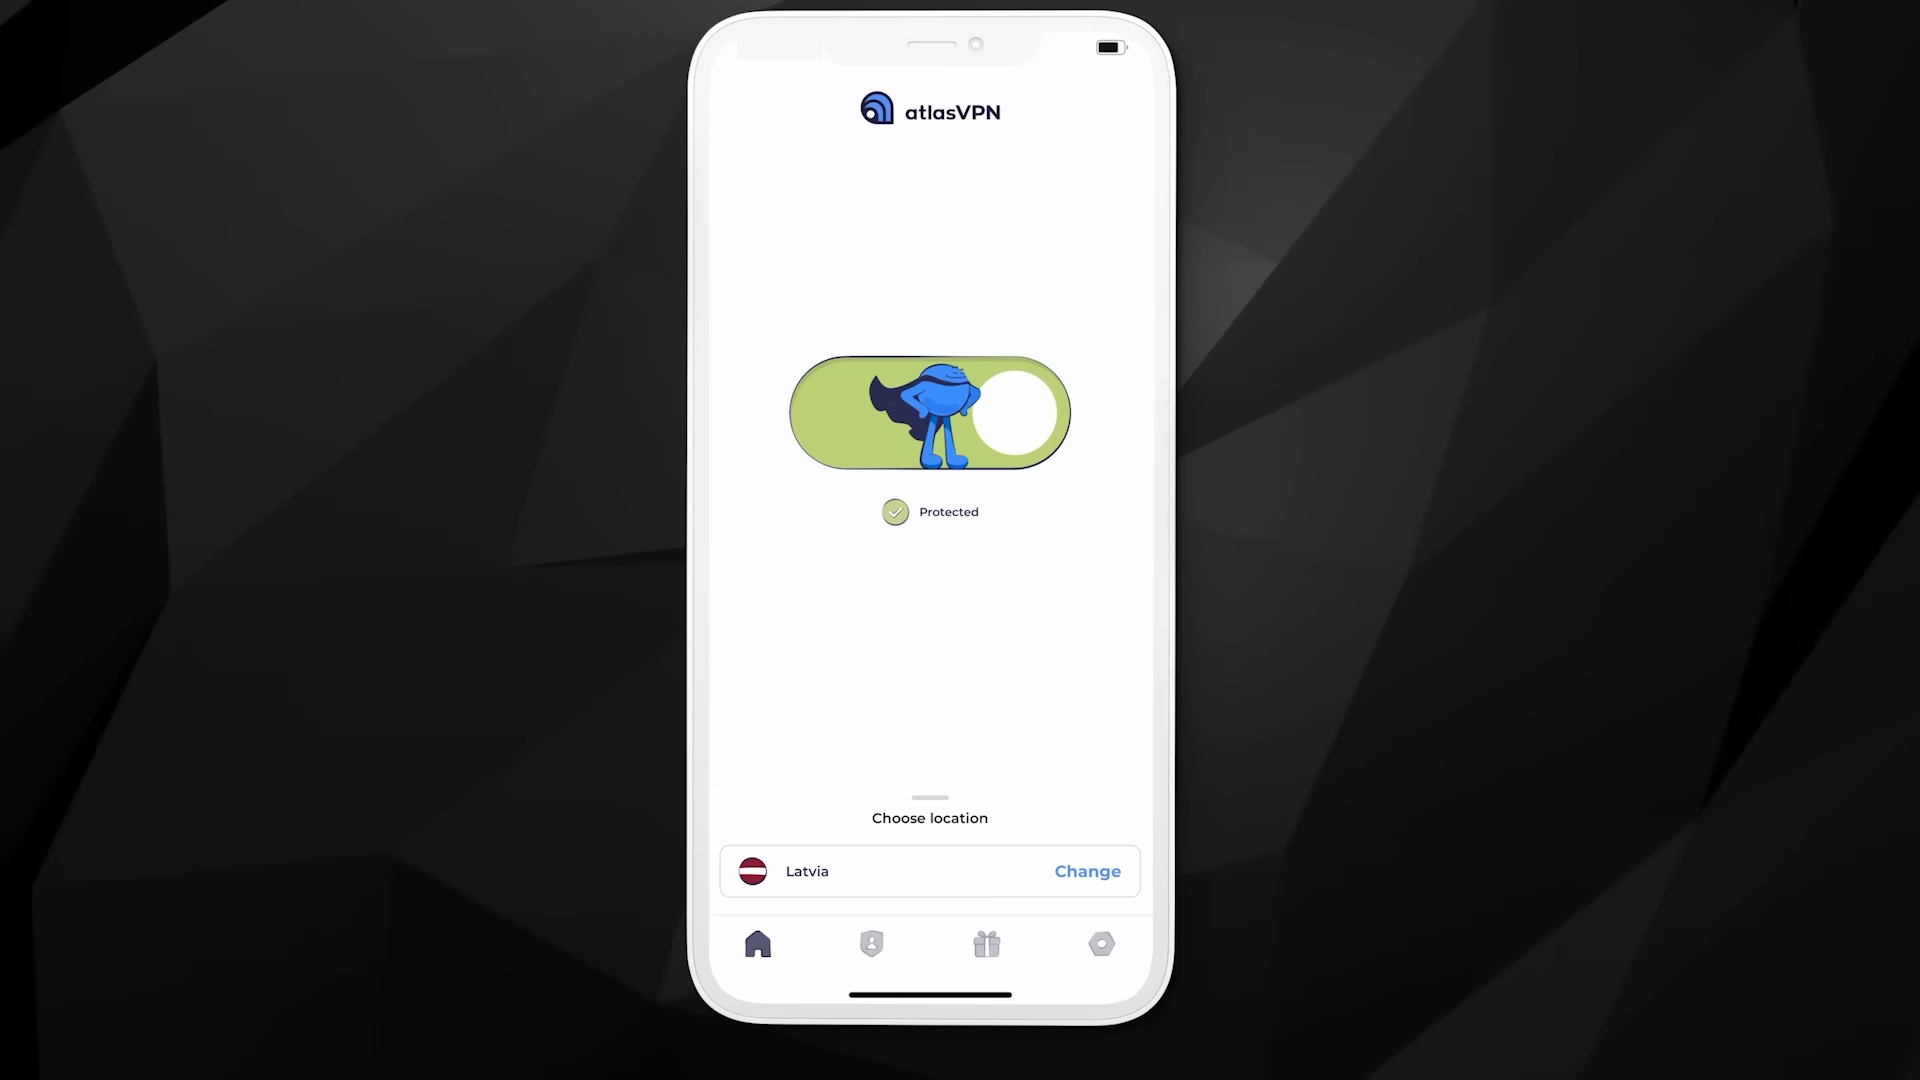 atlasVPN
Protected
Choose location
Latvia
Change